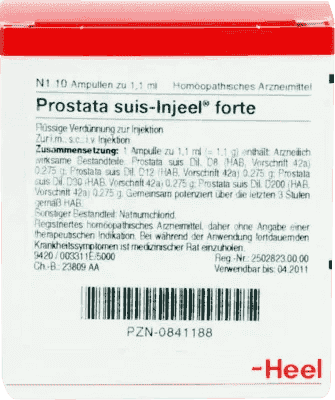 N1 10 Ampullen zu 1,1 ml Homöopathisches Arzneimittel
Prostata suis-Injeel® forte
Flüssige Verdünnung zur Injektion
Zur i.m., s.c., i.v. Injektion
Zusammensetzung: 1 Ampulle zu 1,1 ml (= 1,1 g) enthält: Arzneilich
wirksame Bestandteile: Prostata suis Dil. D8 (HAB, Vorschrift 42a)
0,275 g; Prostata suis Dil. D12 (HAB, Vorschrift 42a) 0,275 g; Prostata
suis Dil. D30 (HAB, Vorschrift 42a) 0,275 g; Prostata suis Dil. D200 (HAB,
Vorschrift 42a) 0,275 g; Gemeinsam potenziert über die letzten 3 Stufen
gemäß HAB.
Sonstiger Bestandteil: Natriumchlorid.
Registriertes homöopathisches Arzneimittel, daher ohne Angabe einer
therapeutischen Indikation. Bei während der Anwendung fortdauernden
Krankheitssymptomen ist medizinischer Rat einzuholen.
9420 / 003311E/5000 Reg.-Nr.: 2502823.00.00
Ch.-B.: 23809 AA Verwendbar bis: 04.2011
PZN-0841188
-Heel